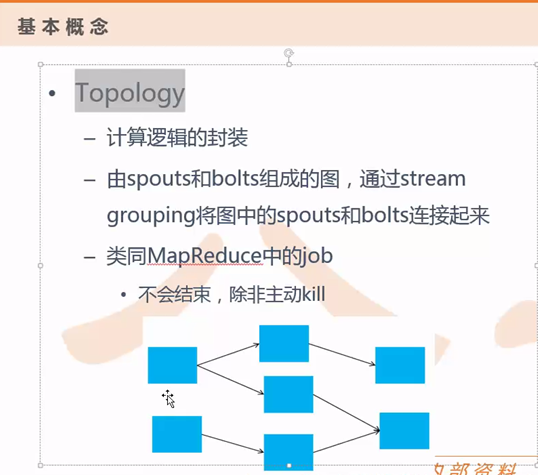 基本概念
• Topology
– 计算逻辑的封装
– 由spouts和bolts组成的图，通过stream
grouping将图中的spouts和bolts连接起来
– 类同MapReduce中的job
• 不会结束，除非主动kill
部资料